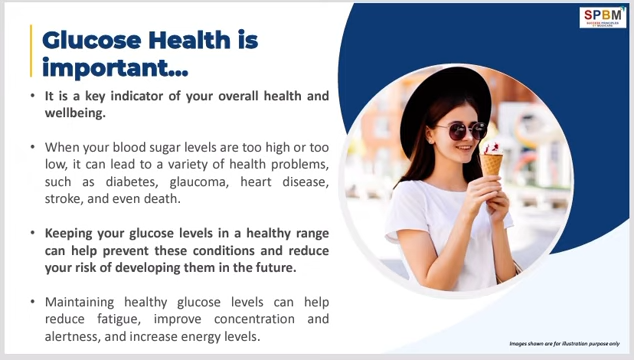 SPBM
Glucose Health is
important...
• It is a key indicator of your overall health and
wellbeing.
• When your blood sugar levels are too high or too
low, it can lead to a variety of health problems,
such as diabetes, glaucoma, heart disease,
stroke, and even death.
• Keeping your glucose levels in a healthy range
can help prevent these conditions and reduce
your risk of developing them in the future.
• Maintaining healthy glucose levels can help
reduce fatigue, improve concentration and
alertness, and increase energy levels.
Images shown are for illustration purpose only